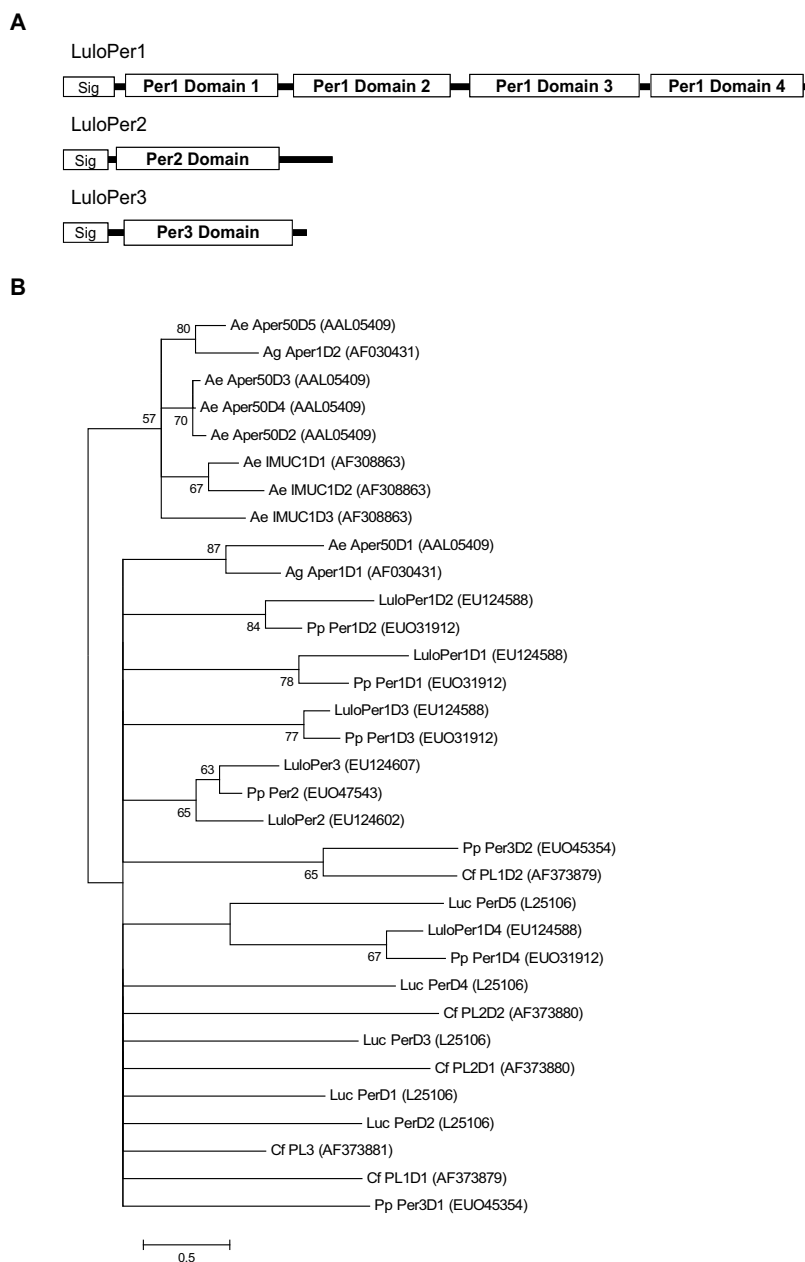 A
LuloPer1
Sig Per1 Domain 1 Per1 Domain 2 Per1 Domain 3 Per1 Domain 4
LuloPer2
Sig Per2 Domain
LuloPer3
Sig Per3 Domain
B
80 Ae Aper50D5 (AAL05409)
Ag Aper1D2 (AF030431)
Ae Aper50D3 (AAL05409)
Ae Aper50D4 (AAL05409)
57 70
Ae Aper50D2 (AAL05409)
Ae IMUC1D1 (AF308863)
67 Ae IMUC1D2 (AF308863)
Ae IMUC1D3 (AF308863)
87 Ae Aper50D1 (AAL05409)
Ag Aper1D1 (AF030431)
LuloPer1D2 (EU124588)
84 Pp Per1D2 (EUO31912)
LuloPer1D1 (EU124588)
78 Pp Per1D1 (EUO31912)
LuloPer1D3 (EU124588)
77 Pp Per1D3 (EUO31912)
63 LuloPer3 (EU124607)
Pp Per2 (EUO47543)
65 LuloPer2 (EU124602)
Pp Per3D2 (EUO45354)
65 Cf PL1D2 (AF373879)
Luc PerD5 (L25106)
LuloPer1D4 (EU124588)
67 Pp Per1D4 (EUO31912)
Luc PerD4 (L25106)
Cf PL2D2 (AF373880)
Luc PerD3 (L25106)
Cf PL2D1 (AF373880)
Luc PerD1 (L25106)
Luc PerD2 (L25106)
Cf PL3 (AF373881)
Cf PL1D1 (AF373879)
Pp Per3D1 (EUO45354)
0.5